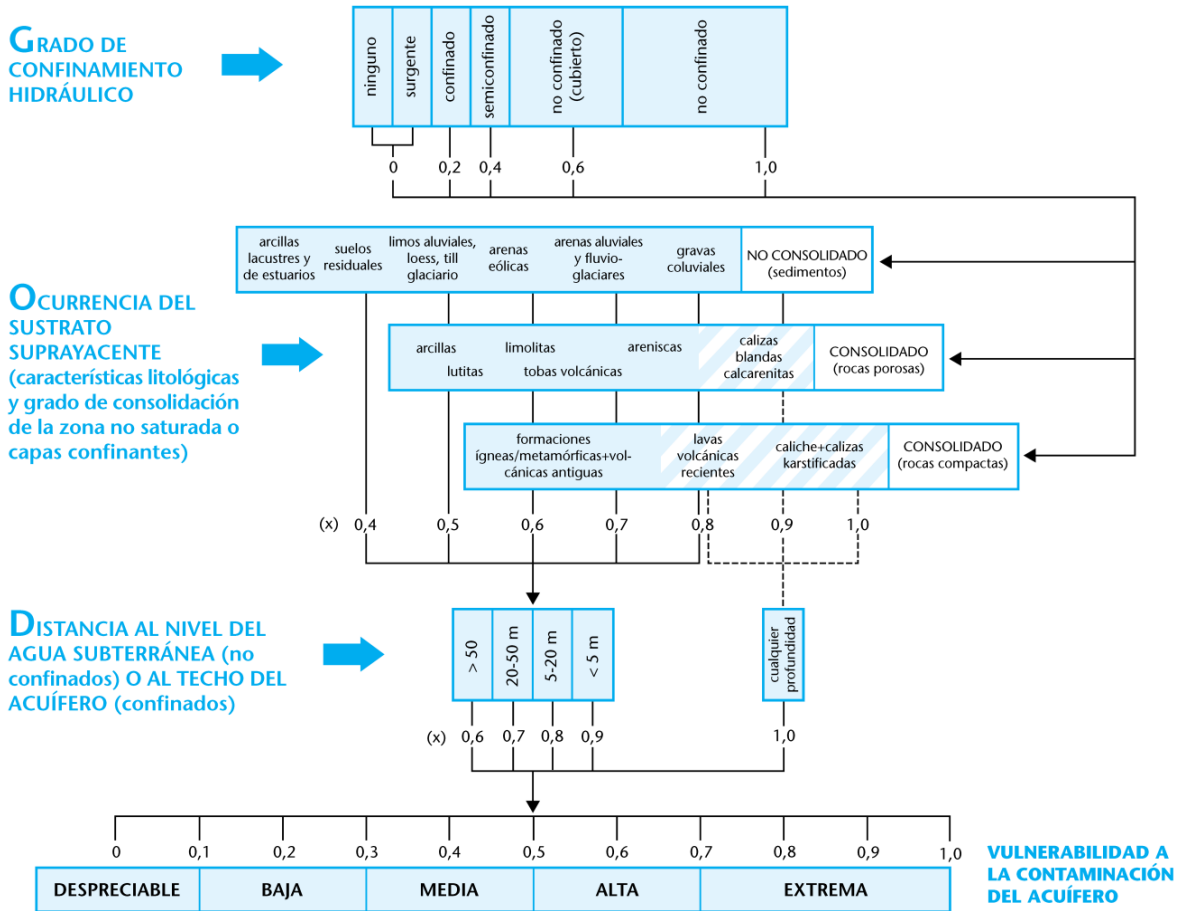 GRADO DE
CONFINAMIENTO
HIDRÁULICO
ninguno
surgente
confinado
semiconfinado
no confinado
(cubierto)
no confinado
0
0,2
0,4
0,6
1,0
OCURRENCIA DEL
SUSTRATO
SUPRAYACENTE
(características litológicas
y grado de consolidación
de la zona no saturada o
capas confinantes)
arcillas
lacustres y
de estuarios
suelos
residuales
limos aluviales,
loess, till
glaciario
arenas
eólicas
arenas aluviales
y fluvio-
glaciares
gravas
coluviales
NO CONSOLIDADO
(sedimentos)
arcillas
lutitas
limolitas
tobas volcánicas
areniscas
calizas
blandas
calcarenitas
CONSOLIDADO
(rocas porosas)
formaciones
ígneas/metamórficas+vol-
cánicas antiguas
lavas
volcánicas
recientes
caliche+calizas
karstificadas
CONSOLIDADO
(rocas compactas)
(x) 0,4 0,5 0,6 0,7 0,8 0,9 1,0
DISTANCIA AL NIVEL DEL
AGUA SUBTERRÁNEA (no
confinados) O AL TECHO DEL
ACUÍFERO (confinados)
> 50
20-50 m
5-20 m
< 5 m
cualquier
profundidad
(x) 0,6 0,7 0,8 0,9 1,0
0 0,1 0,2 0,3 0,4 0,5 0,6 0,7 0,8 0,9 1,0
DESPRECIABLE
BAJA
MEDIA
ALTA
EXTREMA
VULNERABILIDAD A
LA CONTAMINACIÓN
DEL ACUÍFERO